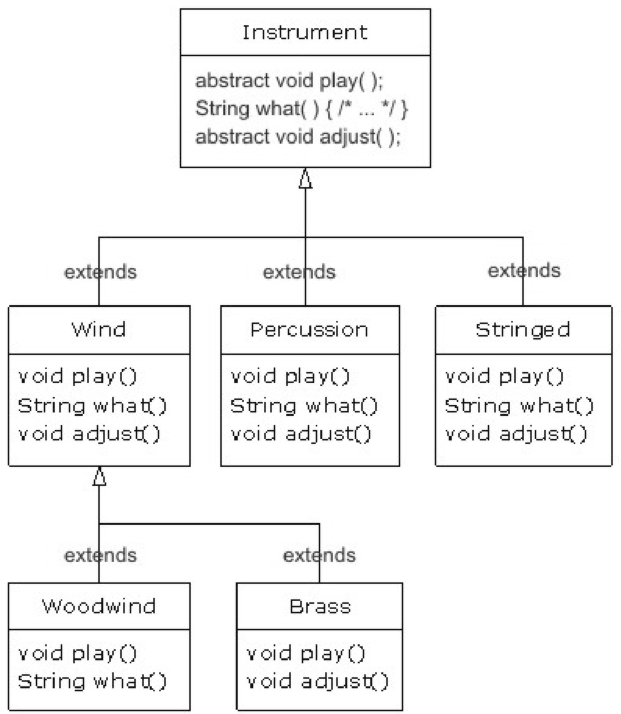 Instrument
abstract void play( );
String what( ) { /* ... */ }
abstract void adjust( );
extends
extends
extends
Wind
void play()
String what()
void adjust()
Percussion
void play()
String what()
void adjust()
Stringed
void play()
String what()
void adjust()
extends
extends
Woodwind
void play()
String what()
Brass
void play()
void adjust()